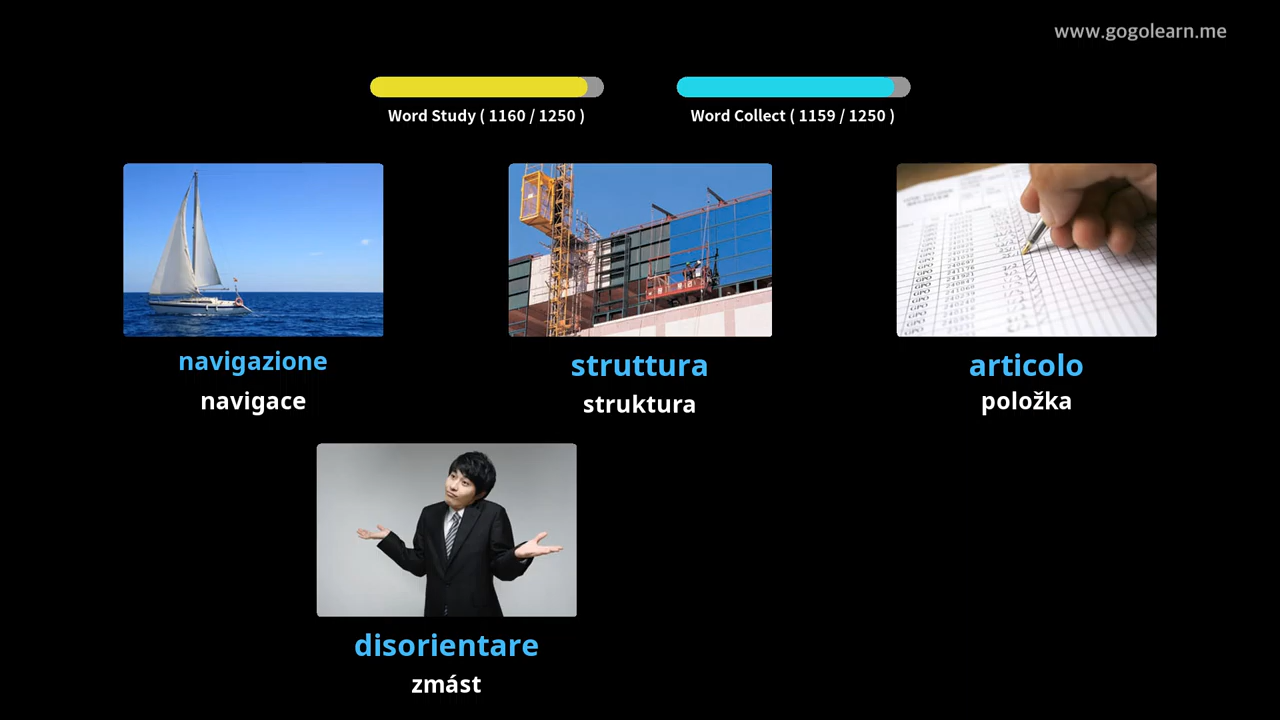 www.gogolearn.me
Word Study ( 1160 / 1250 )
Word Collect ( 1159 / 1250 )
navigazione
navigace
struttura
struktura
articolo
položka
disorientare
zmást